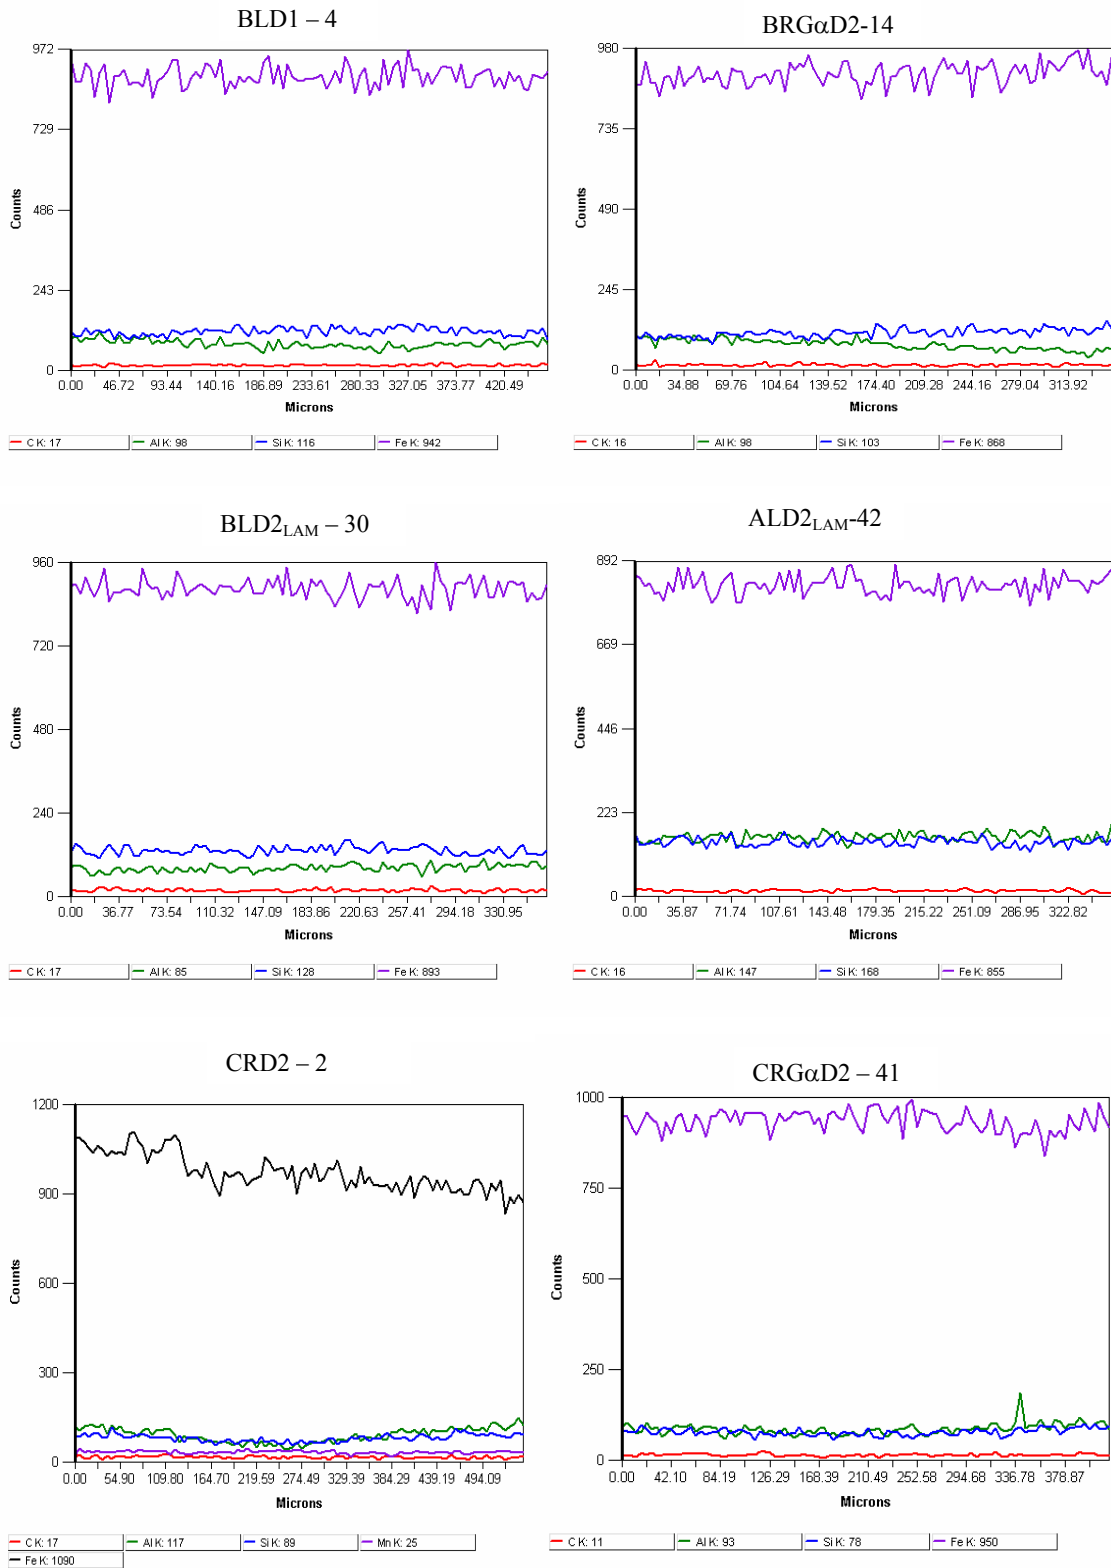 BLD1 – 4
972
729
486
243
0
Counts
0.00 46.72 93.44 140.16 186.89 233.61 280.33 327.05 373.77 420.49
Microns
C K: 17 Al K: 98 Si K: 116 Fe K: 942
BRGαD2-14
980
735
490
245
0
Counts
0.00 34.88 69.76 104.64 139.52 174.40 209.28 244.16 279.04 313.92
Microns
C K: 16 Al K: 98 Si K: 103 Fe K: 868
BLD2LAM – 30
960
720
480
240
0
Counts
0.00 36.77 73.54 110.32 147.09 183.86 220.63 257.41 294.18 330.95
Microns
C K: 17 Al K: 85 Si K: 128 Fe K: 893
ALD2LAM-42
892
669
446
223
0
Counts
0.00 35.87 71.74 107.61 143.48 179.35 215.22 251.09 286.95 322.82
Microns
C K: 16 Al K: 147 Si K: 168 Fe K: 855
CRD2 – 2
1200
900
600
300
0
Counts
0.00 54.90 109.80 164.70 219.59 274.49 329.39 384.29 439.19 494.09
Microns
C K: 17 Al K: 117 Si K: 89 Mn K: 25
Fe K: 1090
CRGαD2 – 41
1000
750
500
250
0
Counts
0.00 42.10 84.19 126.29 168.39 210.49 252.58 294.68 336.78 378.87
Microns
C K: 11 Al K: 93 Si K: 78 Fe K: 950